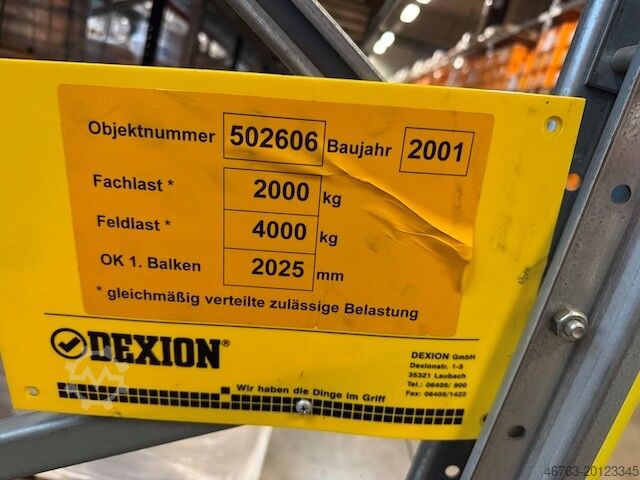 Objektnummer 502606 Baujahr 2001
Fachlast * 2000 kg
Feldlast * 4000 kg
OK 1. Balken 2025 mm
* gleichmäßig verteilte zulässige Belastung
DEXION®
DEXION GmbH
Dexionstr. 1-5
35321 Laubach
Tel.: 06405/ 800
Fax: 06405/1422
Wir haben die Dinge im Griff
46763-20123345